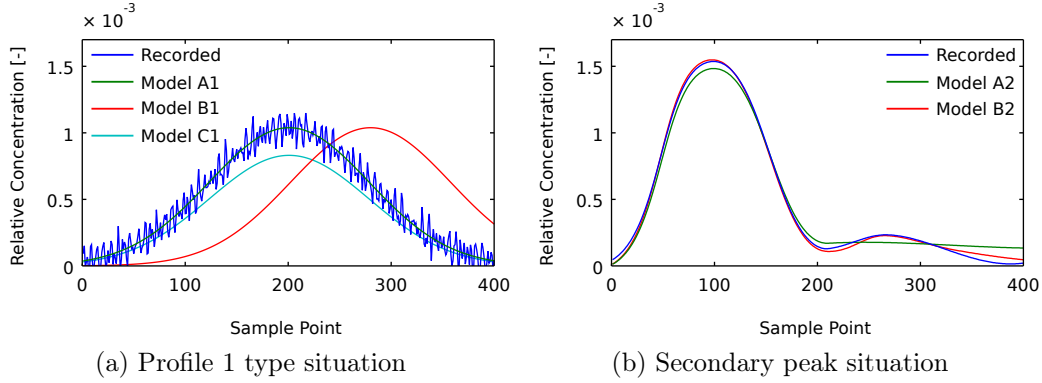 × 10⁻³
Relative Concentration [-]
1.5
1
0.5
0
Recorded
Model A1
Model B1
Model C1
0 100 200 300 400
Sample Point
(a) Profile 1 type situation
× 10⁻³
Relative Concentration [-]
1.5
1
0.5
0
Recorded
Model A2
Model B2
0 100 200 300 400
Sample Point
(b) Secondary peak situation